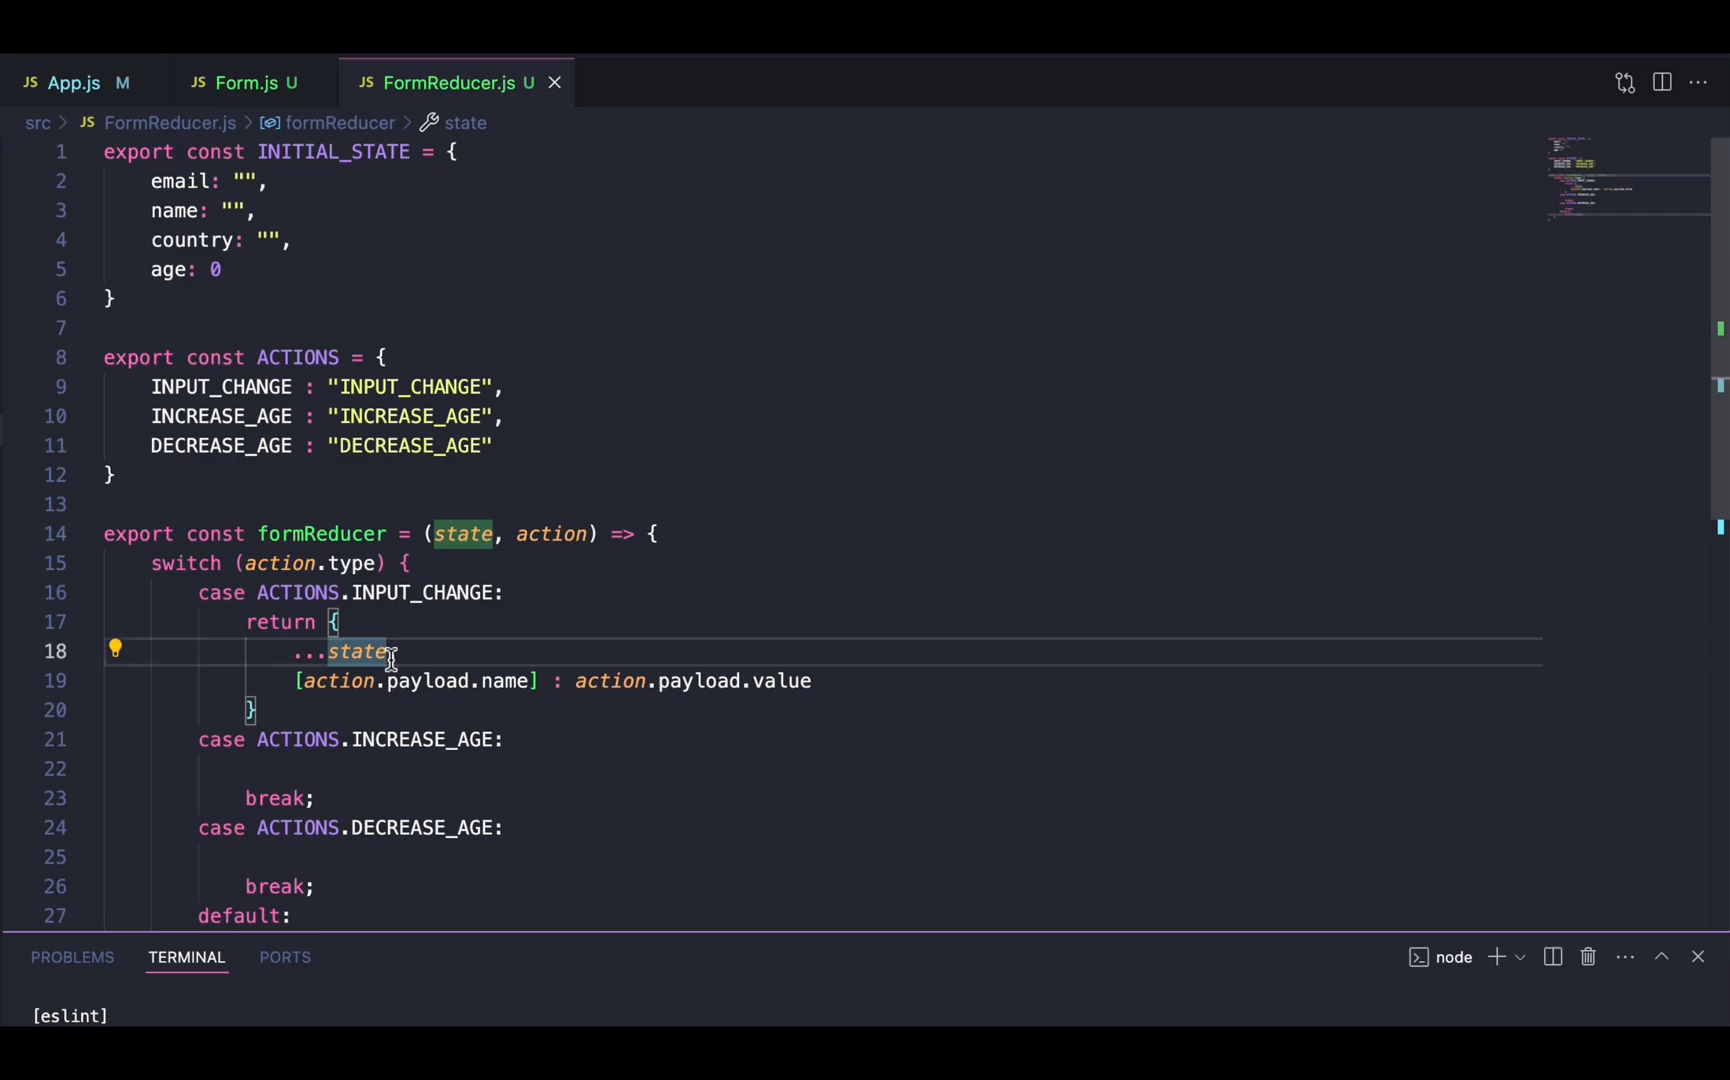 JS App.js M JS Form.js U JS FormReducer.js U
src > JS FormReducer.js > formReducer > state
1 export const INITIAL_STATE = {
2 email: "",
3 name: "",
4 country: "",
5 age: 0
6 }
7
8 export const ACTIONS = {
9 INPUT_CHANGE : "INPUT_CHANGE",
10 INCREASE_AGE : "INCREASE_AGE",
11 DECREASE_AGE : "DECREASE_AGE"
12 }
13
14 export const formReducer = (state, action) => {
15 switch (action.type) {
16 case ACTIONS.INPUT_CHANGE:
17 return {
18 ...state
19 [action.payload.name] : action.payload.value
20 }
21 case ACTIONS.INCREASE_AGE:
22
23 break;
24 case ACTIONS.DECREASE_AGE:
25
26 break;
27 default:
PROBLEMS TERMINAL PORTS node
[eslint]